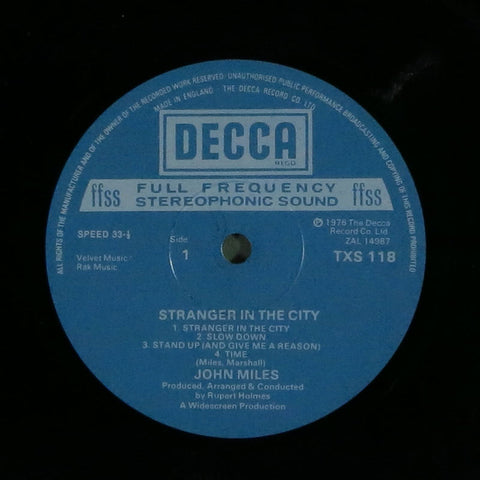 ALL RIGHTS OF THE MANUFACTURER AND OF THE OWNER OF THE RECORDED WORK RESERVED. UNAUTHORISED PUBLIC PERFORMANCE BROADCASTING AND COPYING OF THIS RECORD PROHIBITED
MADE IN ENGLAND · THE DECCA RECORD CO. LTD.
DECCA
REGD
ffss FULL FREQUENCY ffss
STEREOPHONIC SOUND
SPEED 33-⅓
Side
1
℗ 1976 The Decca
Record Co. Ltd.
ZAL 14987
TXS 118
Velvet Music
Rak Music
STRANGER IN THE CITY
1. STRANGER IN THE CITY
2. SLOW DOWN
3. STAND UP (AND GIVE ME A REASON)
4. TIME
(Miles, Marshall)
JOHN MILES
Produced, Arranged & Conducted
by Rupert Holmes
A Widescreen Production